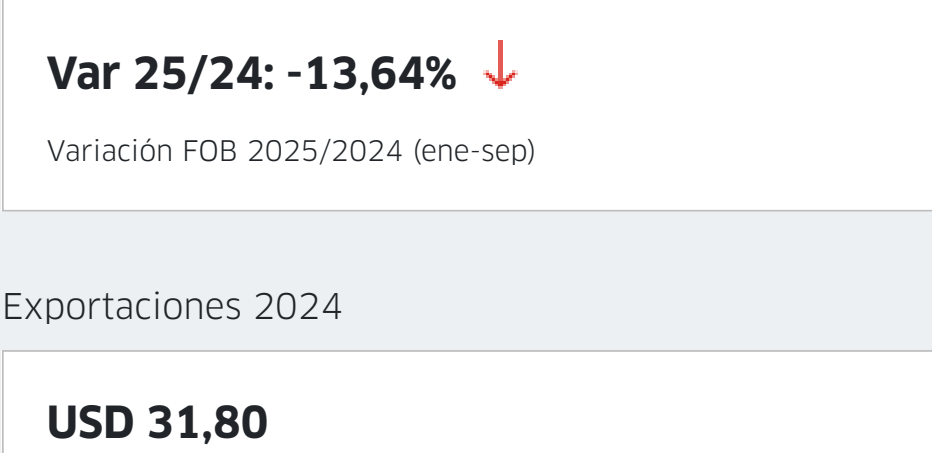 Var 25/24: -13,64%
Variación FOB 2025/2024 (ene-sep)
Exportaciones 2024
USD 31,80